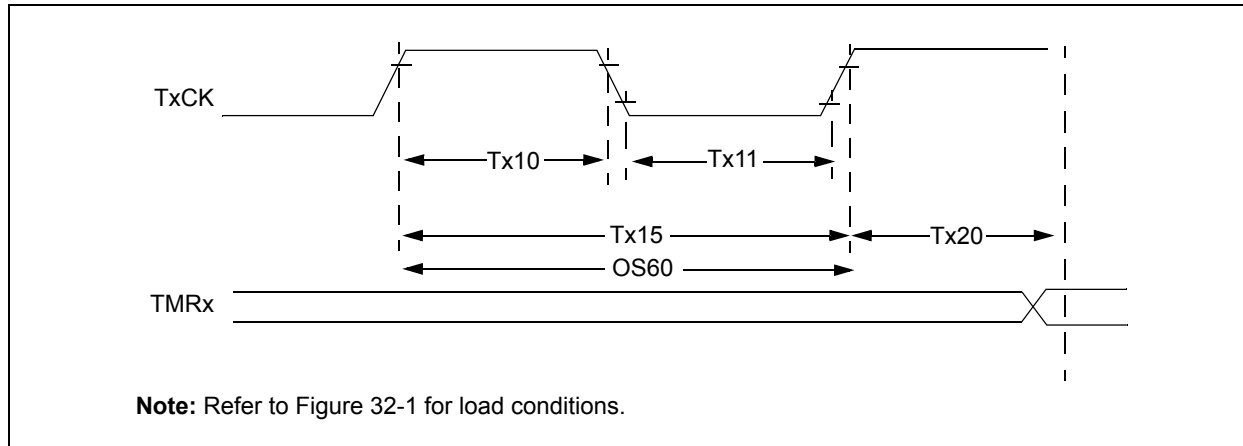 TxCK
Tx10
Tx11
Tx15
Tx20
OS60
TMRx
Note: Refer to Figure 32-1 for load conditions.